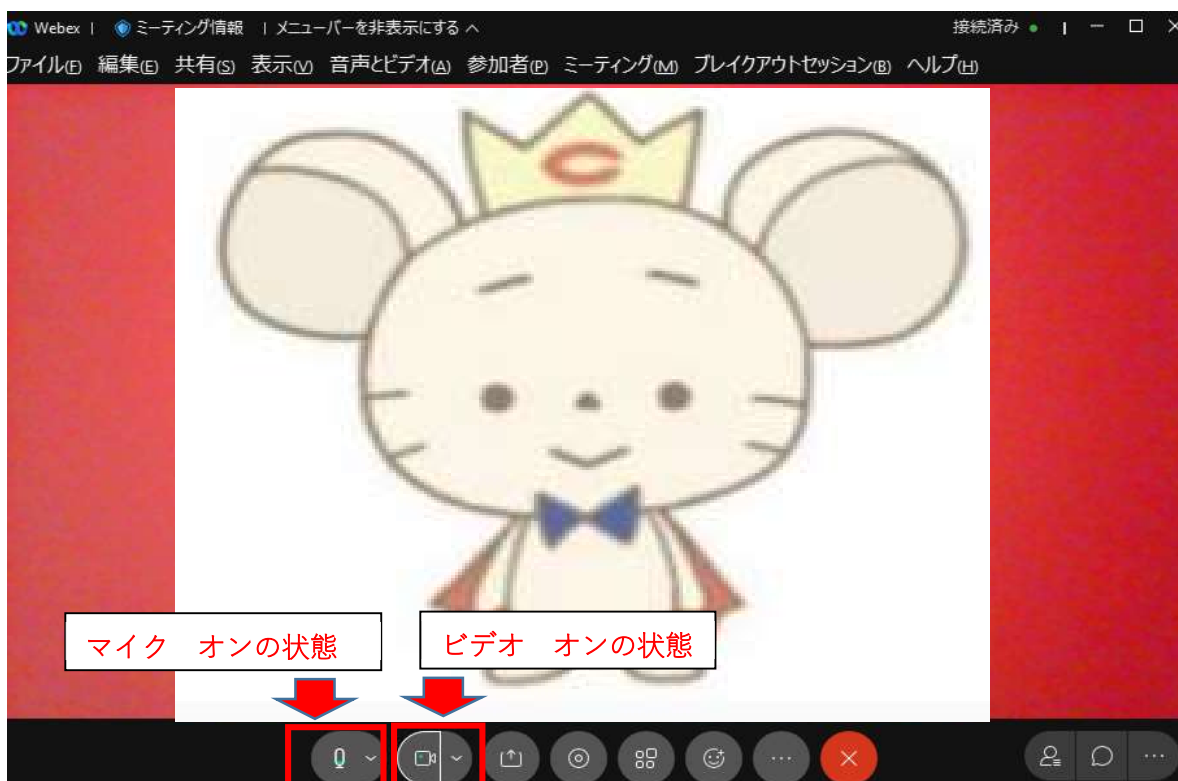 Webex | ミーティング情報 | メニューバーを非表示にする 接続済み
ファイル(F) 編集(E) 共有(S) 表示(V) 音声とビデオ(A) 参加者(P) ミーティング(M) ブレイクアウトセッション(B) ヘルプ(H)
C
マイク　オンの状態
ビデオ　オンの状態